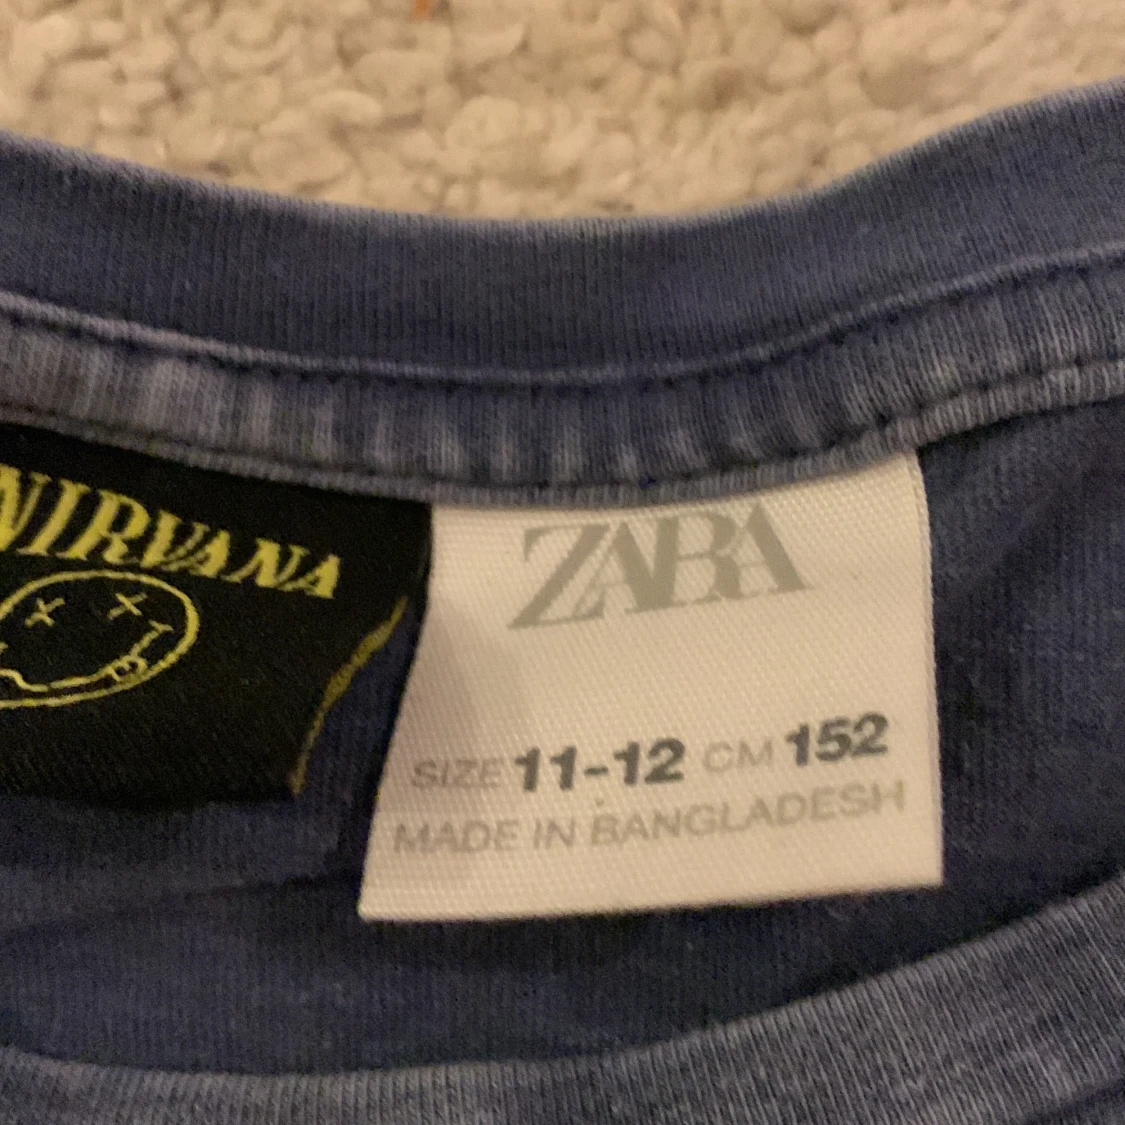 NIRVANA
ZARA
SIZE 11-12 CM 152
MADE IN BANGLADESH